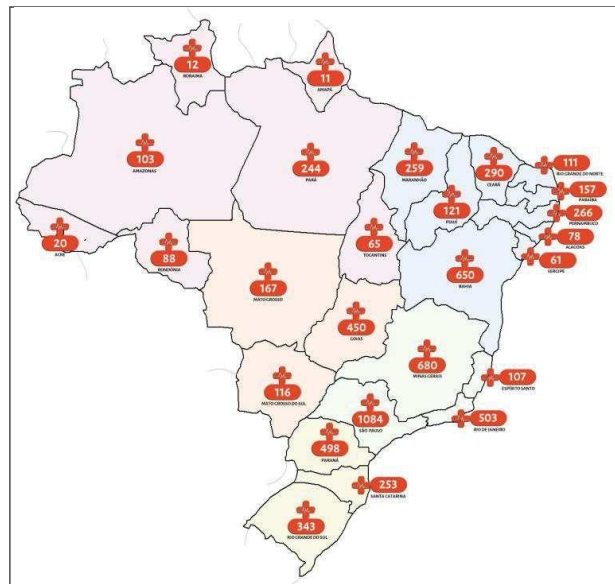 12
RORAIMA
11
AMAPÁ
103
AMAZONAS
244
PARÁ
259
MARANHÃO
290
CEARÁ
111
RIO GRANDE DO NORTE
157
PARAÍBA
121
PIAUÍ
266
PERNAMBUCO
20
ACRE
88
RONDÔNIA
65
TOCANTINS
78
ALAGOAS
61
SERGIPE
650
BAHIA
167
MATO GROSSO
450
GOIÁS
680
MINAS GERAIS
116
MATO GROSSO DO SUL
107
ESPÍRITO SANTO
1084
SÃO PAULO
503
RIO DE JANEIRO
498
PARANÁ
253
SANTA CATARINA
343
RIO GRANDE DO SUL